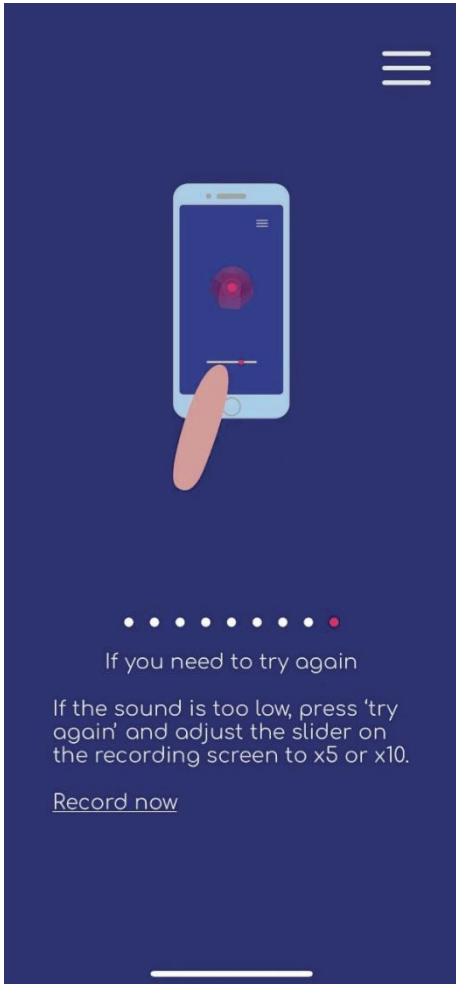 If you need to try again
If the sound is too low, press ‘try
again’ and adjust the slider on
the recording screen to x5 or x10.
Record now